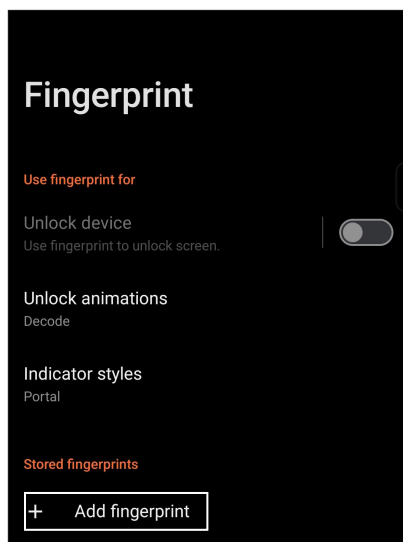 Fingerprint
Use fingerprint for
Unlock device
Use fingerprint to unlock screen.
Unlock animations
Decode
Indicator styles
Portal
Stored fingerprints
+ Add fingerprint